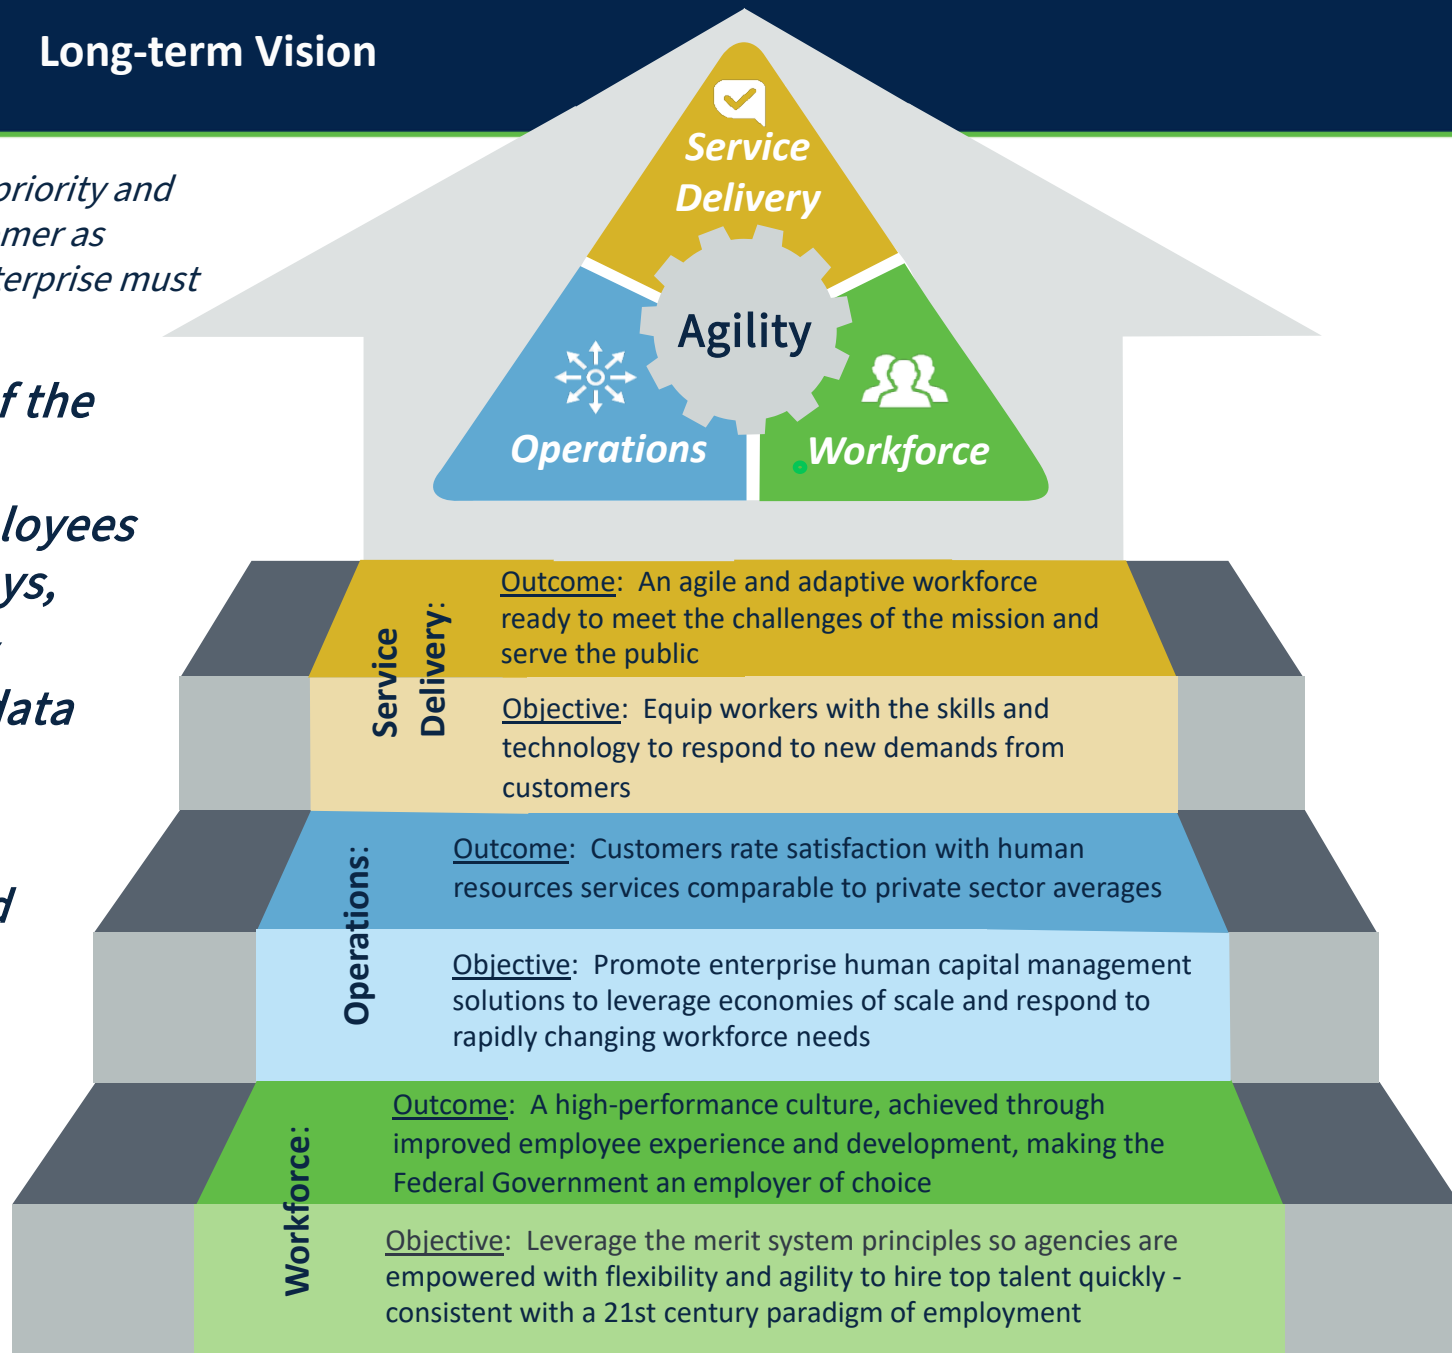 Long-term Vision
priority and
as
must
f the
ys,
data
Service
Delivery
Agility
Operations
Workforce
Service
Delivery:
Outcome: An agile and adaptive workforce
ready to meet the challenges of the mission and
serve the public
Objective: Equip workers with the skills and
technology to respond to new demands from
customers
Operations:
Outcome: Customers rate satisfaction with human
resources services comparable to private sector averages
Objective: Promote enterprise human capital management
solutions to leverage economies of scale and respond to
rapidly changing workforce needs
Workforce:
Outcome: A high-performance culture, achieved through
improved employee experience and development, making the
Federal Government an employer of choice
Objective: Leverage the merit system principles so agencies are
empowered with flexibility and agility to hire top talent quickly -
consistent with a 21st century paradigm of employment